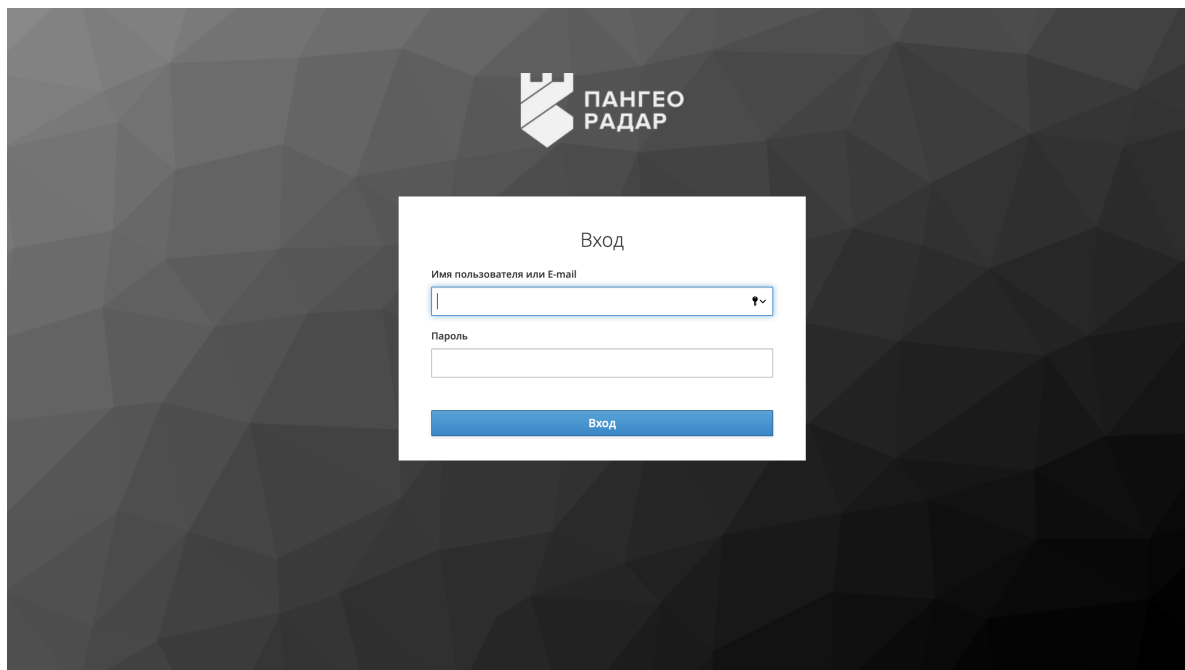 ПАНГЕО
РАДАР
Вход
Имя пользователя или E-mail
Пароль
Вход